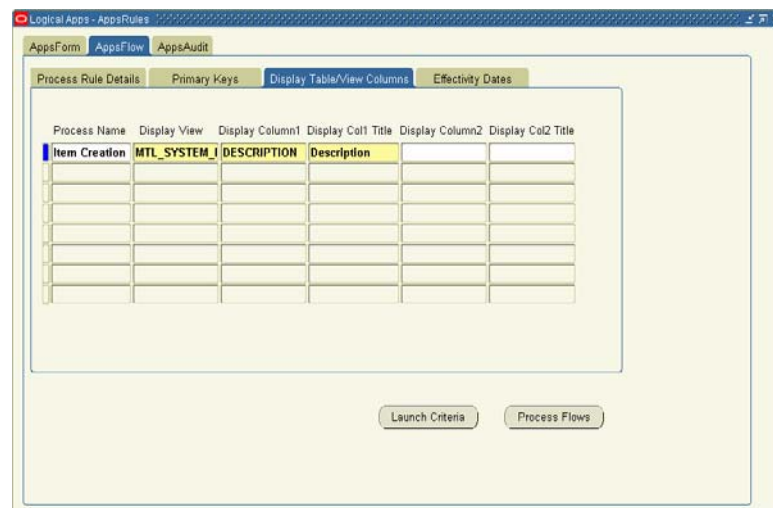 Logical Apps - AppsRules
AppsForm AppsFlow AppsAudit
Process Rule Details Primary Keys Display Table/View Columns Effectivity Dates
Process Name Display View Display Column1 Display Col1 Title Display Column2 Display Col2 Title
Item Creation MTL_SYSTEM_I DESCRIPTION Description
Launch Criteria Process Flows